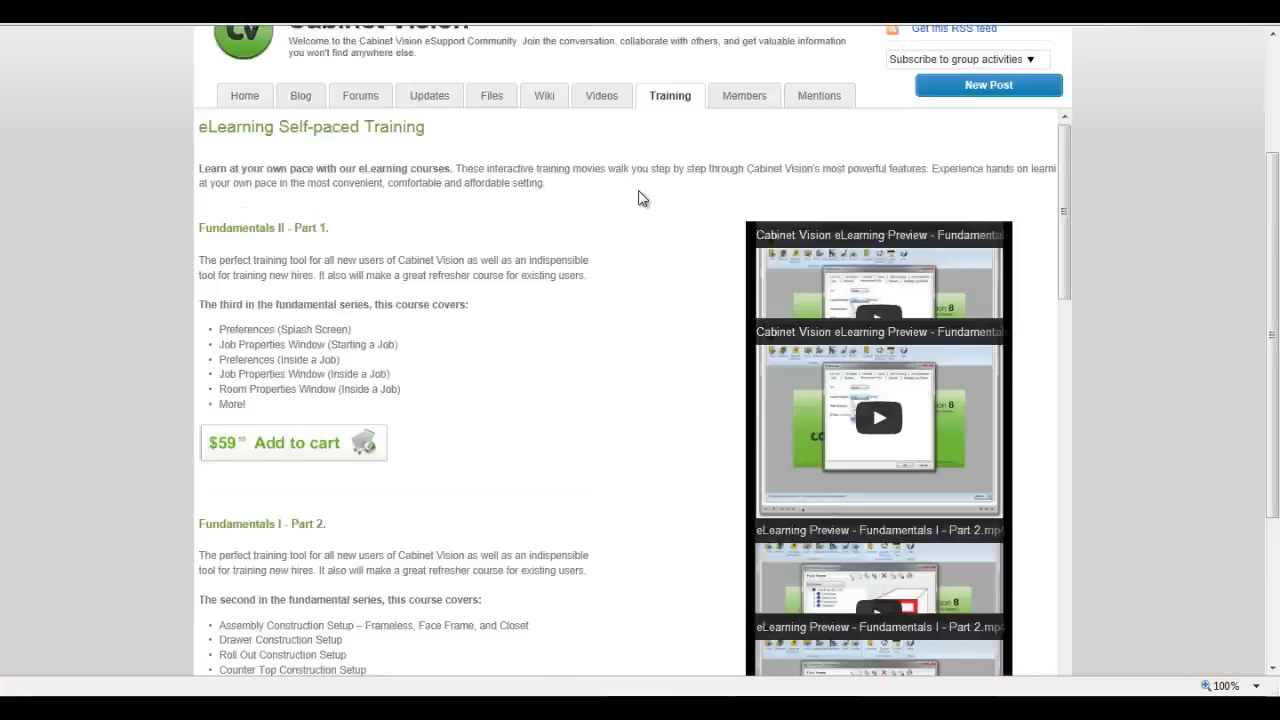 CV
Cabinet Vision
Welcome to the Cabinet Vision eSupport Community. Join the conversation, collaborate with others, and get valuable information
you won't find anywhere else.
Get this RSS feed
Subscribe to group activities ▼
New Post
Home
Blog
Forums
Updates
Files
Wiki
Videos
Training
Members
Mentions
eLearning Self-paced Training
Learn at your own pace with our eLearning courses. These interactive training movies walk you step by step through Cabinet Vision's most powerful features. Experience hands on learni
at your own pace in the most convenient, comfortable and affordable setting.
Fundamentals II - Part 1.
The perfect training tool for all new users of Cabinet Vision as well as an indispensible
tool for training new hires. It also will make a great refresher course for existing users.
The third in the fundamental series, this course covers:
• Preferences (Splash Screen)
• Job Properties Window (Starting a Job)
• Preferences (Inside a Job)
• Job Properties Window (Inside a Job)
• Room Properties Window (Inside a Job)
• More!
$59 Add to cart
Fundamentals I - Part 2.
The perfect training tool for all new users of Cabinet Vision as well as an indispensible
tool for training new hires. It also will make a great refresher course for existing users.
The second in the fundamental series, this course covers:
• Assembly Construction Setup – Frameless, Face Frame, and Closet
• Drawer Construction Setup
• Roll Out Construction Setup
• Counter Top Construction Setup
Cabinet Vision eLearning Preview - Fundamental
Cabinet Vision eLearning Preview - Fundamental
eLearning Preview - Fundamentals I - Part 2.mp
eLearning Preview - Fundamentals I - Part 2.mp4
100%